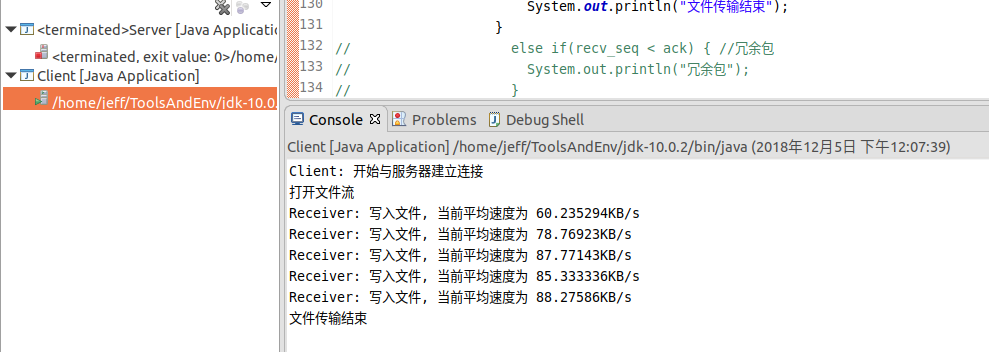 <terminated>Server [Java Applicatio
<terminated, exit value: 0>/home/
Client [Java Application]
/home/jeff/ToolsAndEnv/jdk-10.0.
130 System.out.println("文件传输结束");
131 }
132 // else if(recv_seq < ack) { //冗余包
133 // System.out.println("冗余包");
134 // }
Console Problems Debug Shell
Client [Java Application] /home/jeff/ToolsAndEnv/jdk-10.0.2/bin/java (2018年12月5日 下午12:07:39)
Client: 开始与服务器建立连接
打开文件流
Receiver: 写入文件, 当前平均速度为 60.235294KB/s
Receiver: 写入文件, 当前平均速度为 78.76923KB/s
Receiver: 写入文件, 当前平均速度为 87.77143KB/s
Receiver: 写入文件, 当前平均速度为 85.333336KB/s
Receiver: 写入文件, 当前平均速度为 88.27586KB/s
文件传输结束